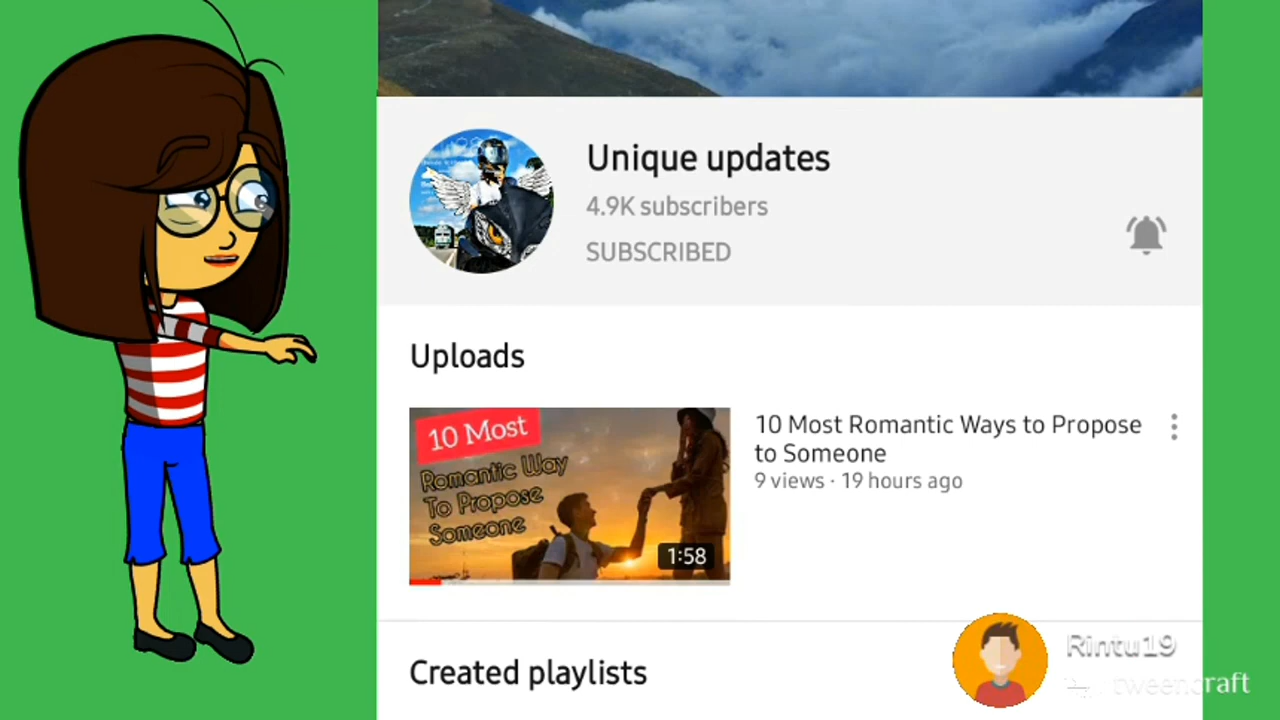 Unique updates
4.9K subscribers
SUBSCRIBED
Uploads
10 Most
Romantic Way
To Propose
Someone
1:58
10 Most Romantic Ways to Propose
to Someone
9 views · 19 hours ago
Created playlists
Rintu19